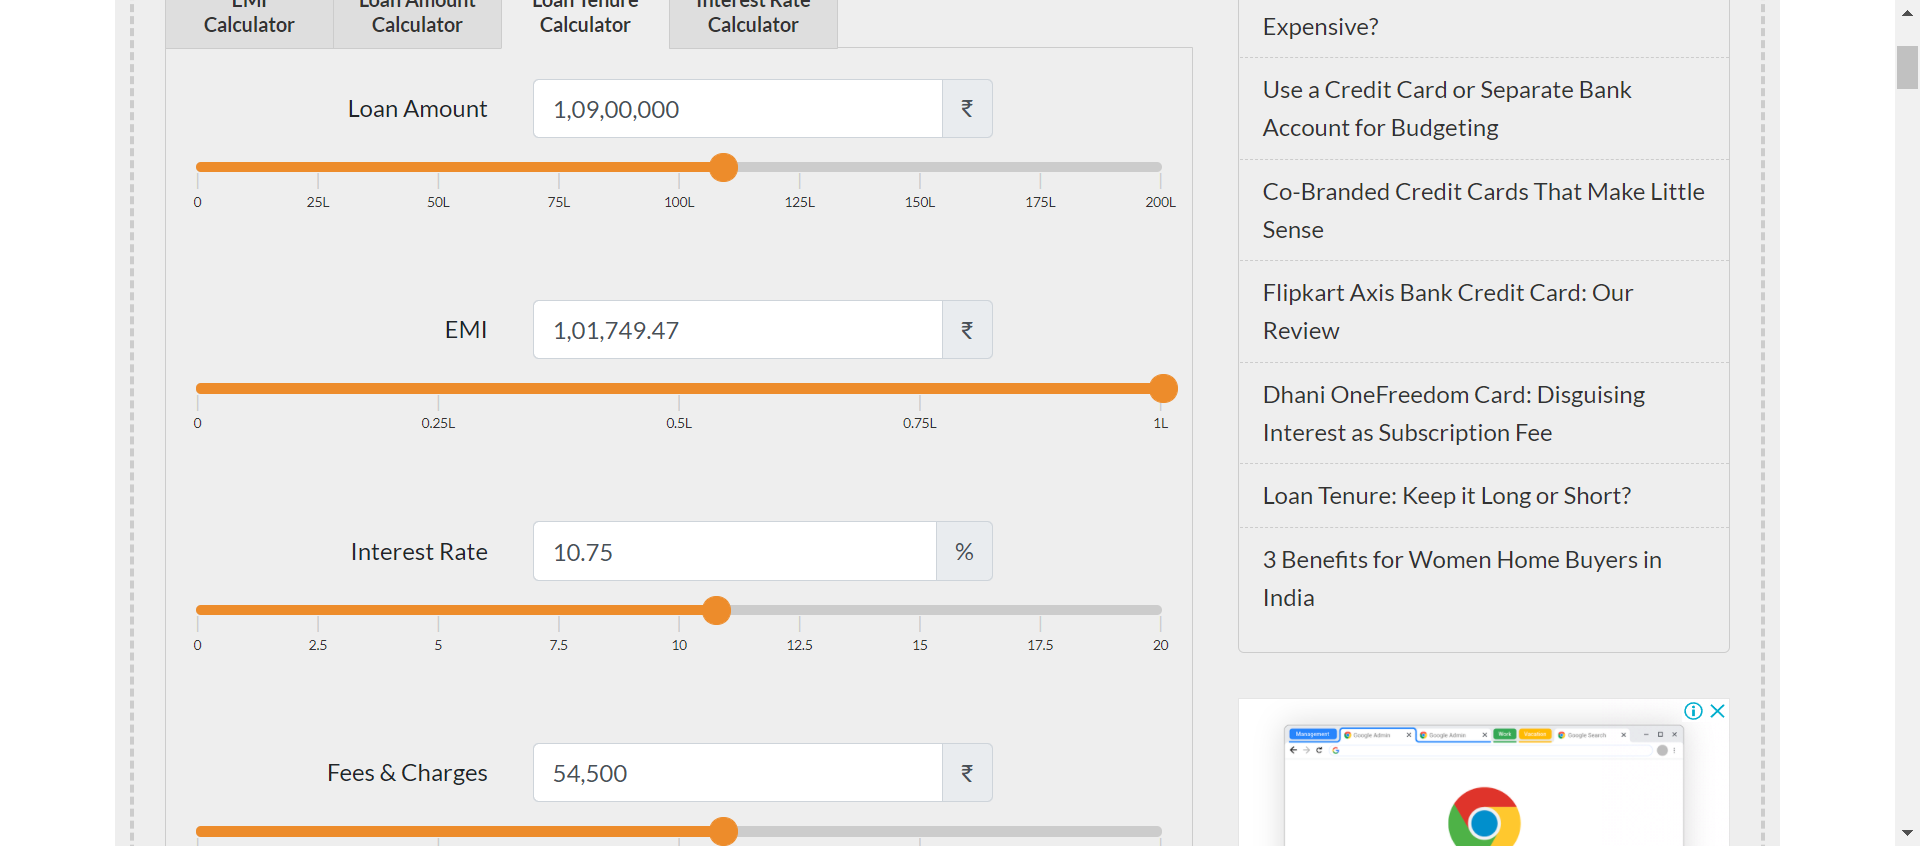 EMI
Calculator
Loan Amount
Calculator
Loan Tenure
Calculator
Interest Rate
Calculator
Loan Amount
1,09,00,000
₹
0 25L 50L 75L 100L 125L 150L 175L 200L
EMI
1,01,749.47
₹
0 0.25L 0.5L 0.75L 1L
Interest Rate
10.75
%
0 2.5 5 7.5 10 12.5 15 17.5 20
Fees & Charges
54,500
₹
Expensive?
Use a Credit Card or Separate Bank
Account for Budgeting
Co-Branded Credit Cards That Make Little
Sense
Flipkart Axis Bank Credit Card: Our
Review
Dhani OneFreedom Card: Disguising
Interest as Subscription Fee
Loan Tenure: Keep it Long or Short?
3 Benefits for Women Home Buyers in
India
Management Google Admin Google Admin Work Vacation Google Search